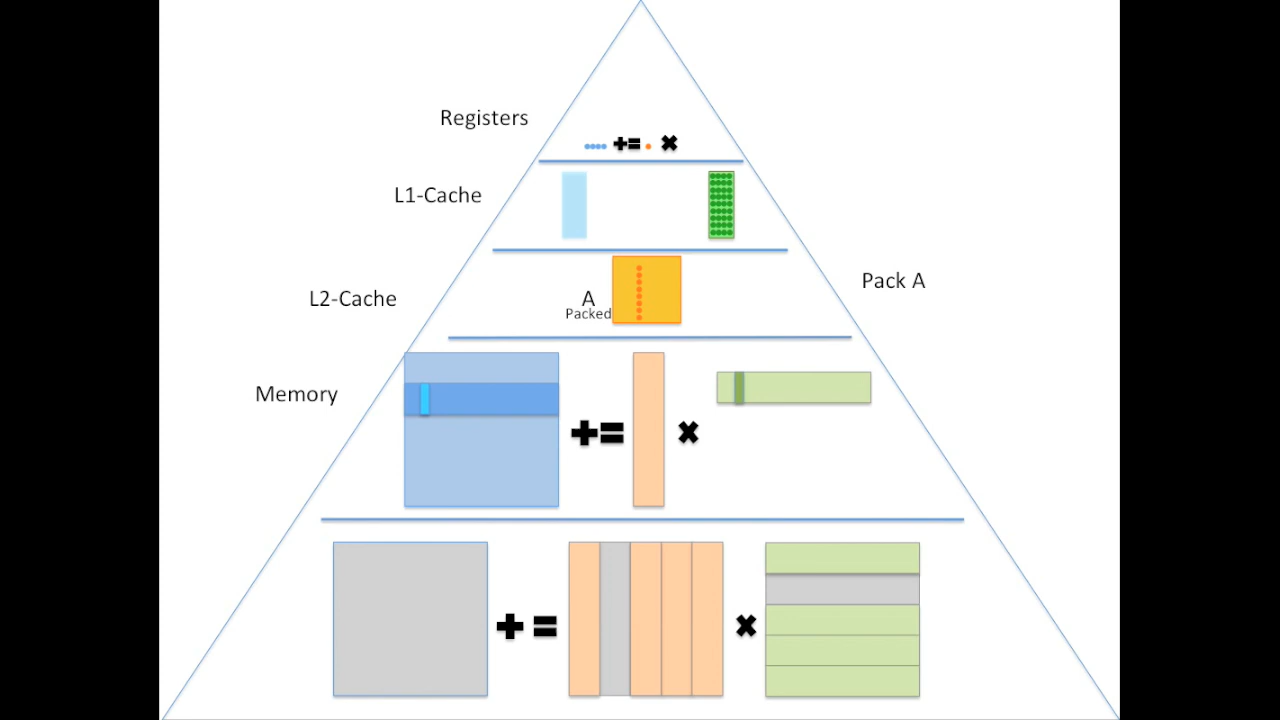 Registers
+= ×
L1-Cache
L2-Cache
A
Packed
Pack A
Memory
+= ×
+ = ×